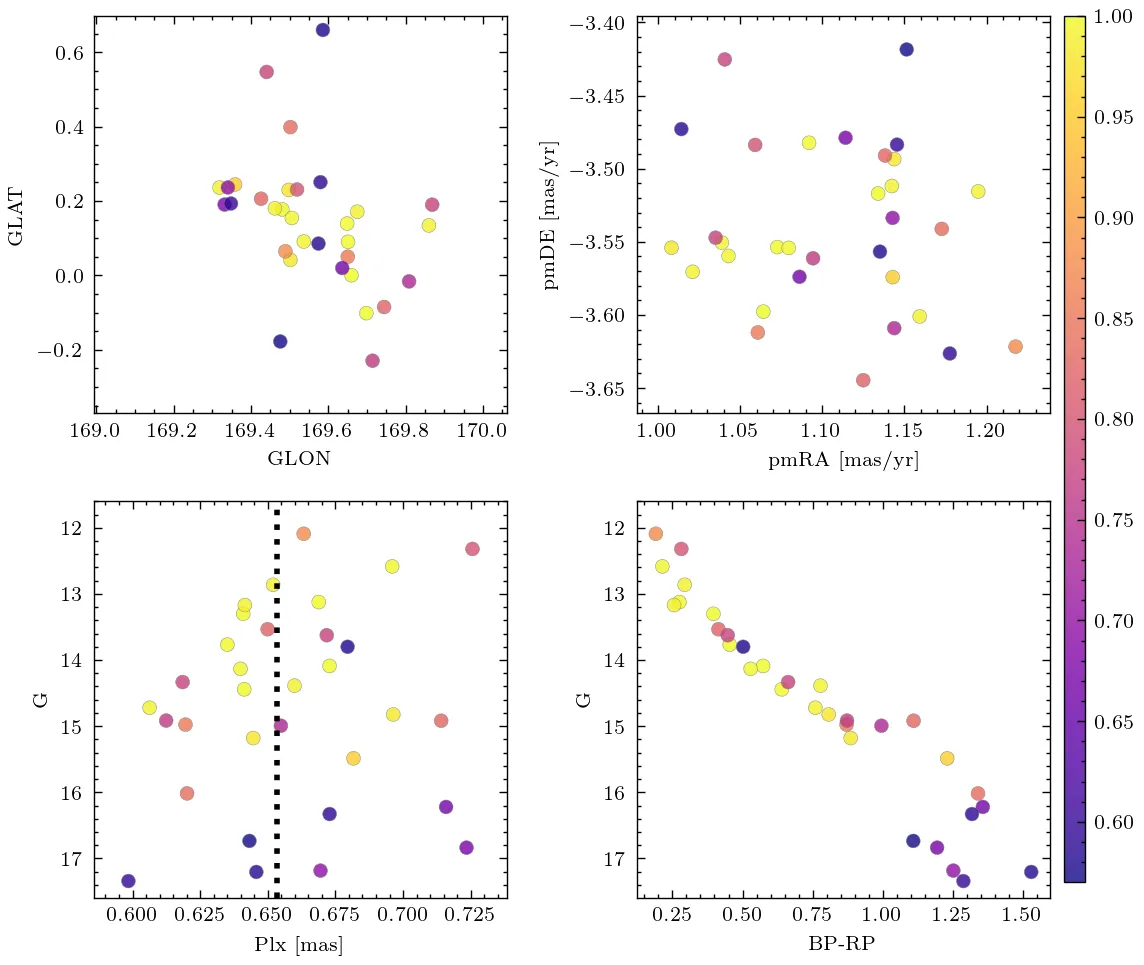 0.6
0.4
0.2
0.0
−0.2
GLAT
169.0 169.2 169.4 169.6 169.8 170.0
GLON
−3.40
−3.45
−3.50
−3.55
−3.60
−3.65
pmDE [mas/yr]
1.00 1.05 1.10 1.15 1.20
pmRA [mas/yr]
12
13
14
15
16
17
G
0.600 0.625 0.650 0.675 0.700 0.725
Plx [mas]
12
13
14
15
16
17
G
0.25 0.50 0.75 1.00 1.25 1.50
BP-RP
1.00
0.95
0.90
0.85
0.80
0.75
0.70
0.65
0.60